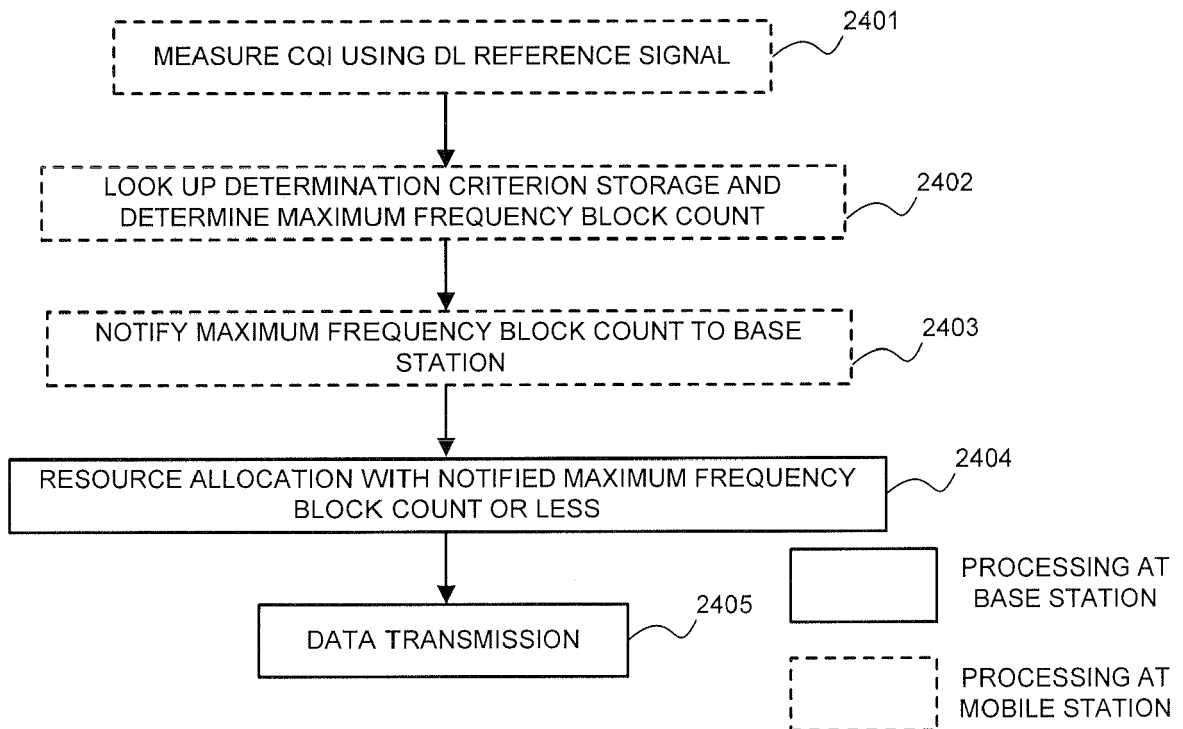 2401
MEASURE CQI USING DL REFERENCE SIGNAL
2402
LOOK UP DETERMINATION CRITERION STORAGE AND
DETERMINE MAXIMUM FREQUENCY BLOCK COUNT
2403
NOTIFY MAXIMUM FREQUENCY BLOCK COUNT TO BASE
STATION
2404
RESOURCE ALLOCATION WITH NOTIFIED MAXIMUM FREQUENCY
BLOCK COUNT OR LESS
2405
DATA TRANSMISSION
PROCESSING AT
BASE STATION
PROCESSING AT
MOBILE STATION